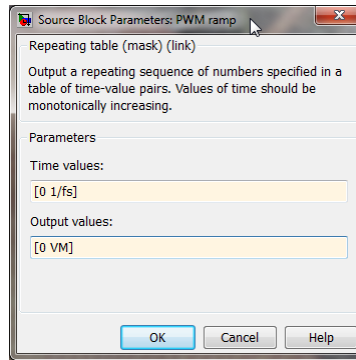 Source Block Parameters: PWM ramp
Repeating table (mask) (link)
Output a repeating sequence of numbers specified in a
table of time-value pairs. Values of time should be
monotonically increasing.
Parameters
Time values:
[0 1/fs]
Output values:
[0 VM]
OK Cancel Help